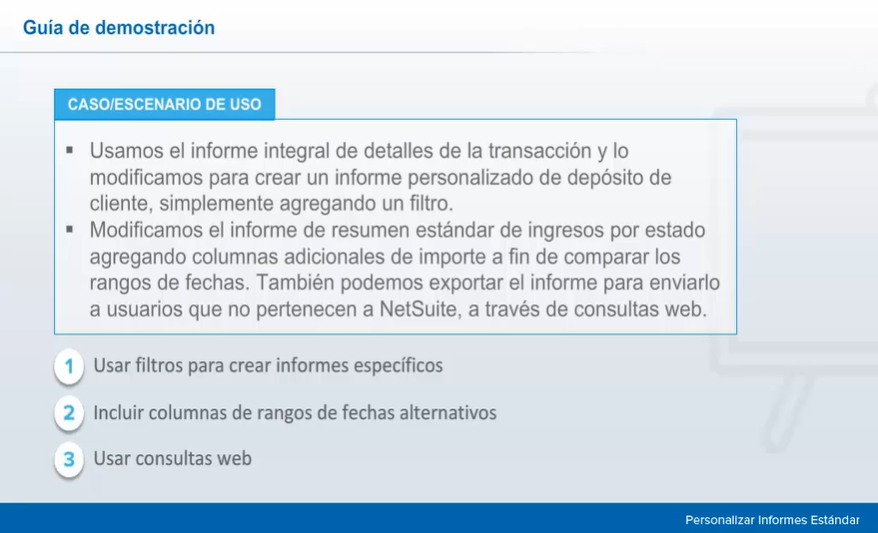 Guía de demostración
CASO/ESCENARIO DE USO
▪ Usamos el informe integral de detalles de la transacción y lo
modificamos para crear un informe personalizado de depósito de
cliente, simplemente agregando un filtro.
▪ Modificamos el informe de resumen estándar de ingresos por estado
agregando columnas adicionales de importe a fin de comparar los
rangos de fechas. También podemos exportar el informe para enviarlo
a usuarios que no pertenecen a NetSuite, a través de consultas web.
1 Usar filtros para crear informes específicos
2 Incluir columnas de rangos de fechas alternativos
3 Usar consultas web
Personalizar Informes Estándar